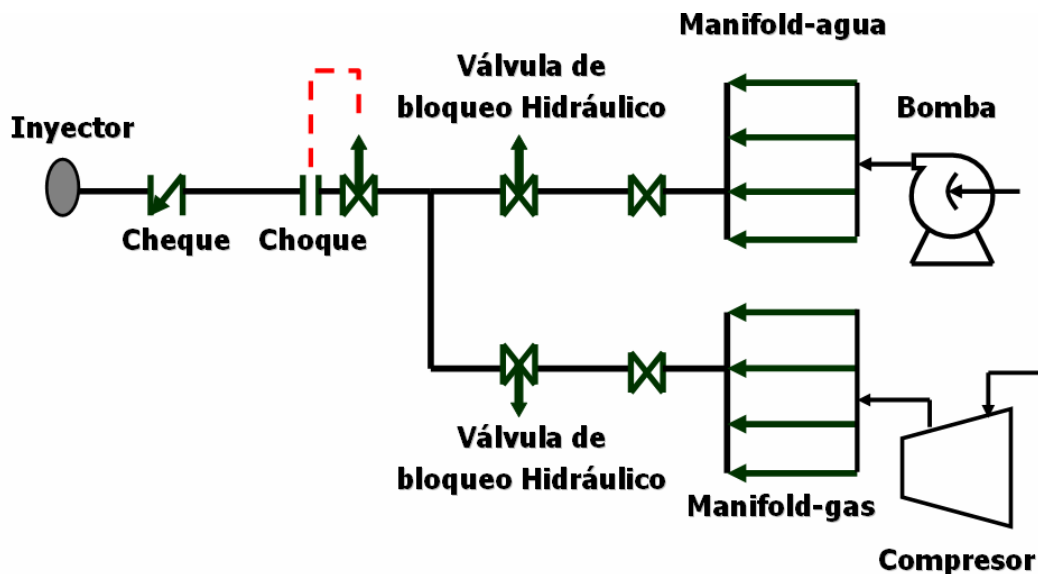 Manifold-agua
Válvula de
bloqueo Hidráulico
Bomba
Inyector
Cheque
Choque
Válvula de
bloqueo Hidráulico
Manifold-gas
Compresor